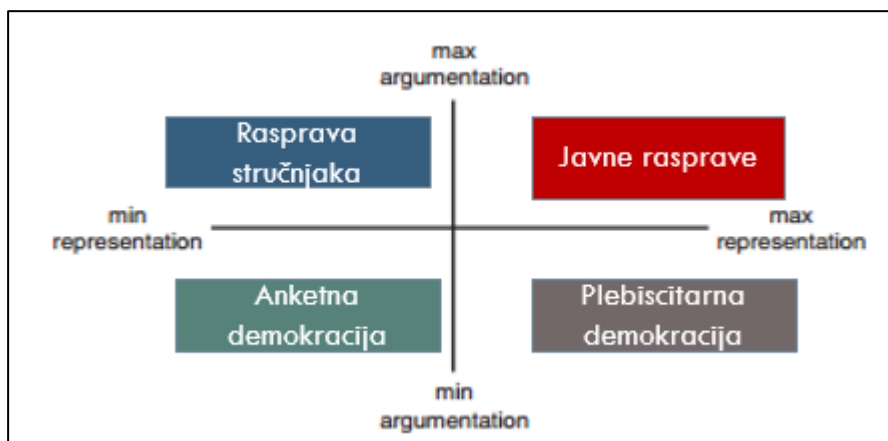 max
argumentation
Rasprava
stručnjaka
Javne rasprave
min
representation
max
representation
Anketna
demokracija
Plebiscitarna
demokracija
min
argumentation